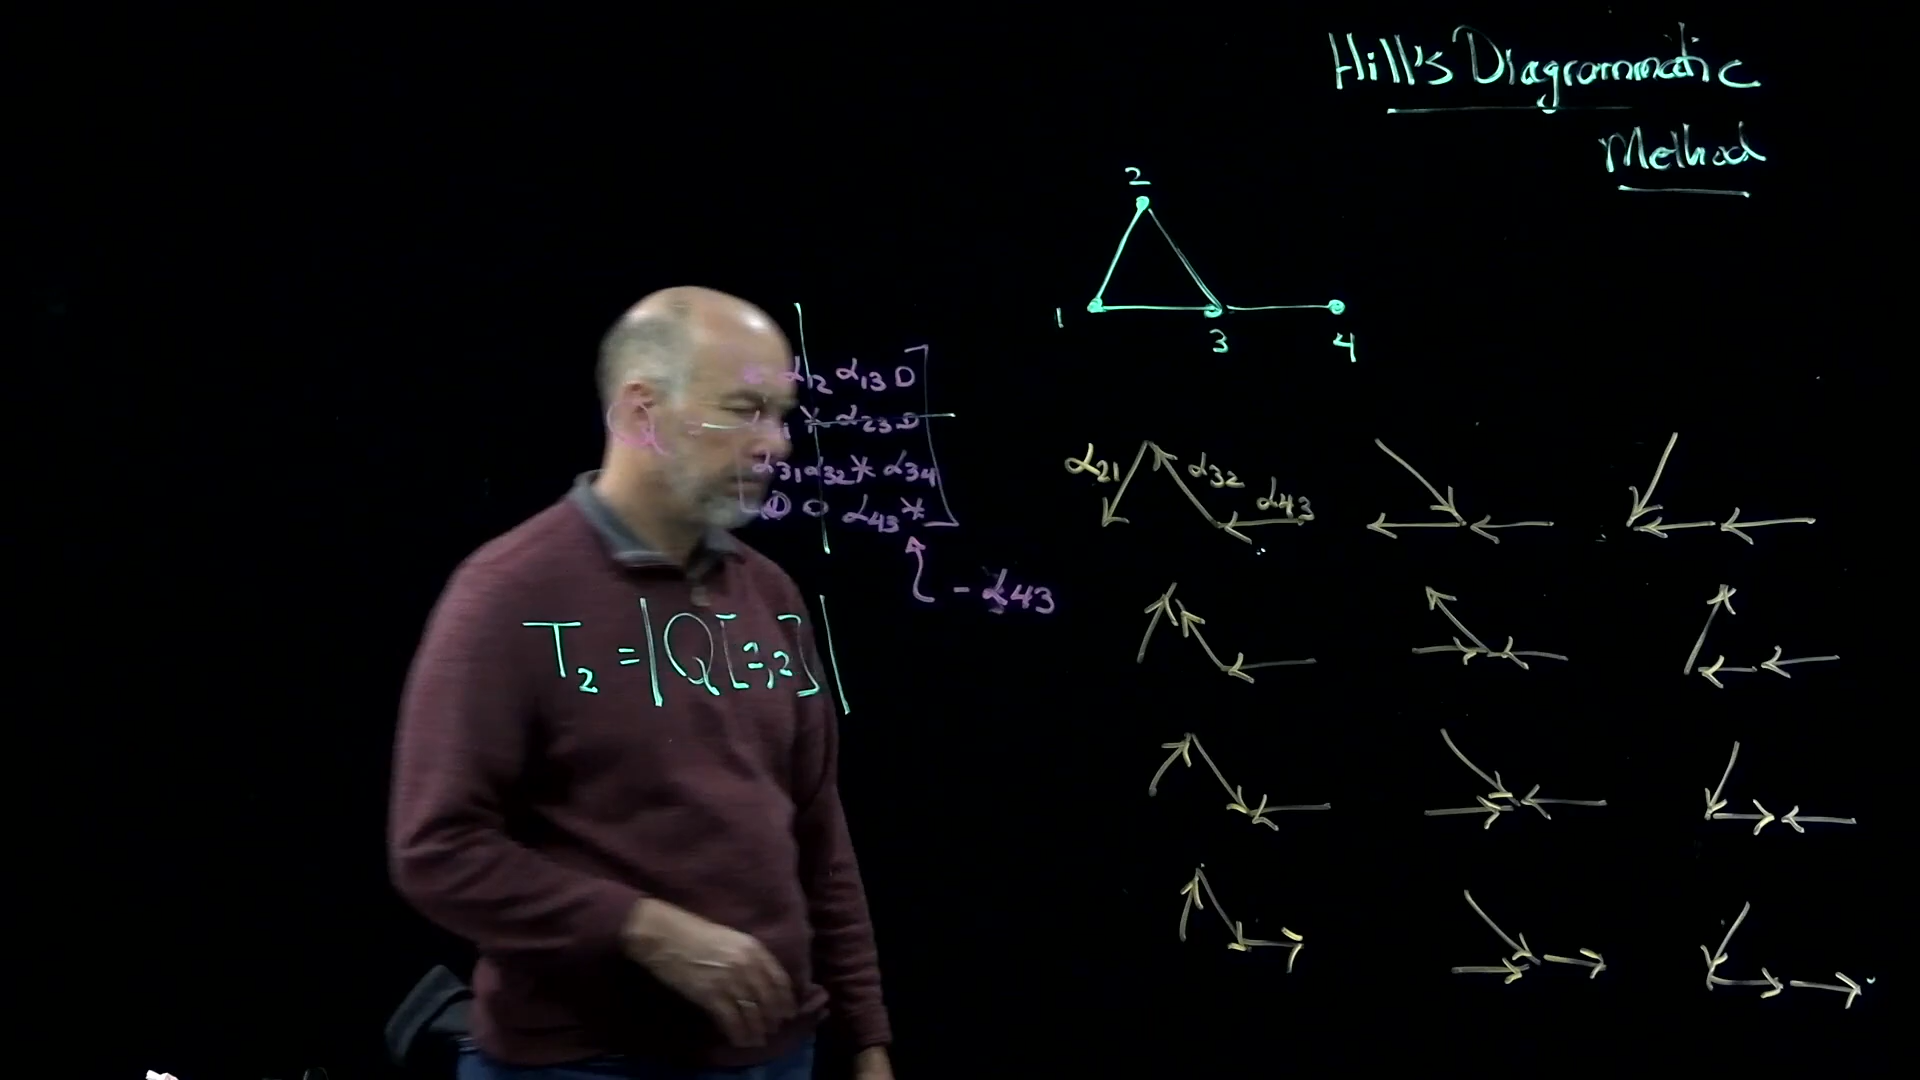 Hill's Diagrammatic
Method
2
1
3
4
α12 α13 0
* α23 0
α31 α32 * α34
0 0 α43 *
- α43
Q
T2 = |Q[2,2]|
α21 α32 α43